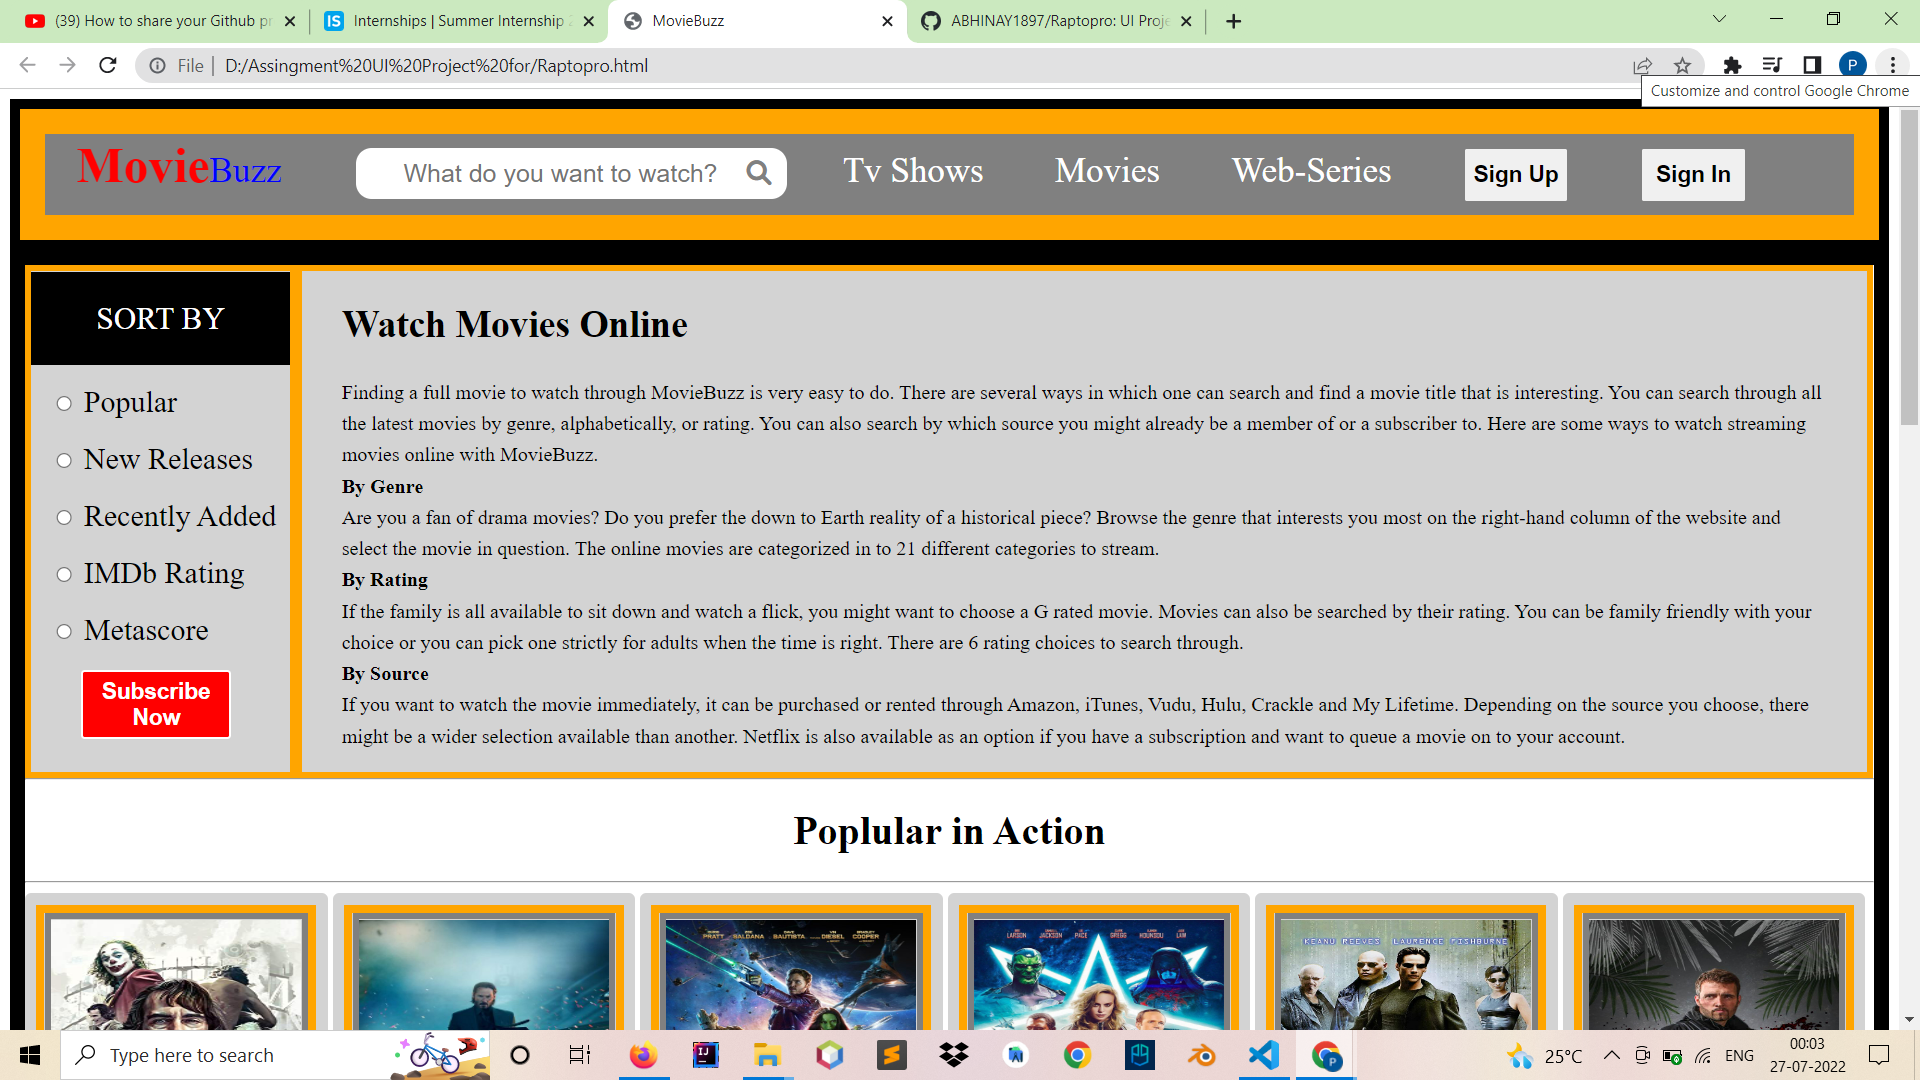 (39) How to share your Github pr
Internships | Summer Internship 2
MovieBuzz
ABHINAY1897/Raptopro: UI Proje
File | D:/Assingment%20UI%20Project%20for/Raptopro.html
P
Customize and control Google Chrome
MovieBuzz
What do you want to watch?
Tv Shows
Movies
Web-Series
Sign Up
Sign In
SORT BY
Popular
New Releases
Recently Added
IMDb Rating
Metascore
Subscribe
Now
Watch Movies Online
Finding a full movie to watch through MovieBuzz is very easy to do. There are several ways in which one can search and find a movie title that is interesting. You can search through all
the latest movies by genre, alphabetically, or rating. You can also search by which source you might already be a member of or a subscriber to. Here are some ways to watch streaming
movies online with MovieBuzz.
By Genre
Are you a fan of drama movies? Do you prefer the down to Earth reality of a historical piece? Browse the genre that interests you most on the right-hand column of the website and
select the movie in question. The online movies are categorized in to 21 different categories to stream.
By Rating
If the family is all available to sit down and watch a flick, you might want to choose a G rated movie. Movies can also be searched by their rating. You can be family friendly with your
choice or you can pick one strictly for adults when the time is right. There are 6 rating choices to search through.
By Source
If you want to watch the movie immediately, it can be purchased or rented through Amazon, iTunes, Vudu, Hulu, Crackle and My Lifetime. Depending on the source you choose, there
might be a wider selection available than another. Netflix is also available as an option if you have a subscription and want to queue a movie on to your account.
Poplular in Action
PRATT SALDANA BAUTISTA DIESEL COOPER
LARSON JACKSON PACE GREGG HOUNSOU LAW
KEANU REEVES LAURENCE FISHBURNE
Type here to search
25°C
ENG
00:03
27-07-2022